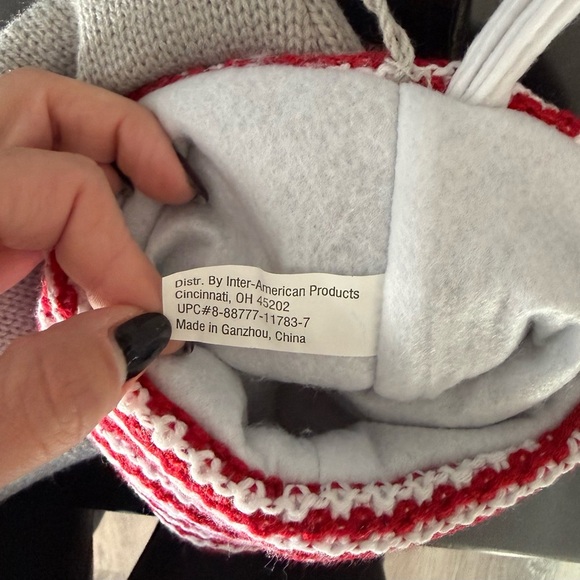 Distr. By Inter-American Products
Cincinnati, OH 45202
UPC#8-88777-11783-7
Made in Ganzhou, China